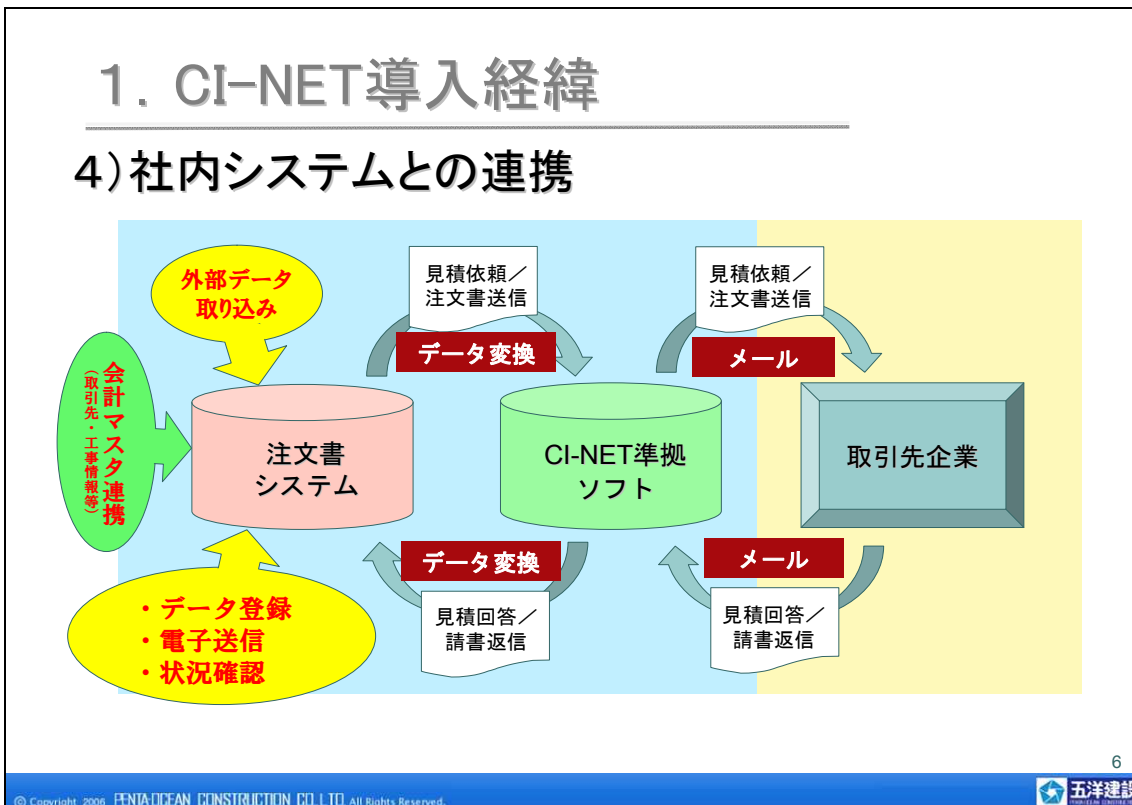 1. CI-NET導入経緯
4)社内システムとの連携
外部データ
取り込み
見積依頼/
注文書送信
見積依頼/
注文書送信
データ変換
メール
会計マスタ連携
(取引先・工事情報等)
注文書
システム
CI-NET準拠
ソフト
取引先企業
データ変換
メール
・データ登録
・電子送信
・状況確認
見積回答/
請書返信
見積回答/
請書返信
6
© Copyright 2006 PENTA-OCEAN CONSTRUCTION CO., LTD All Rights Reserved.
五洋建設